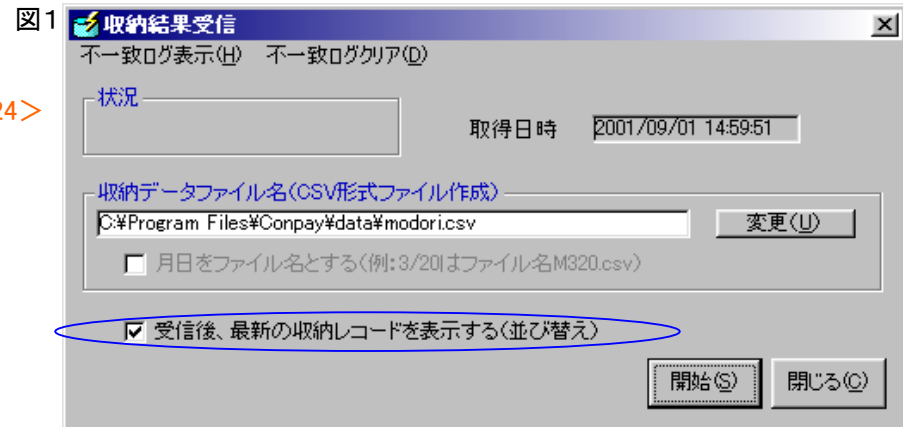 図1
収納結果受信
不一致ログ表示(H) 不一致ログクリア(D)
24＞
状況
取得日時 2001/09/01 14:59:51
収納データファイル名(CSV形式ファイル作成)
C:¥Program Files¥Conpay¥data¥modori.csv 変更(U)
月日をファイル名とする(例:3/20はファイル名M320.csv)
受信後、最新の収納レコードを表示する(並び替え)
開始(S) 閉じる(C)